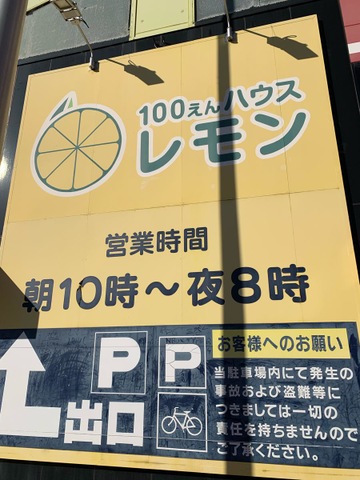 100えんハウス
レモン
営業時間
朝10時～夜8時
P
P
出口
お客様へのお願い
当駐車場内にて発生の
事故および盗難等に
つきましては一切の
責任を持ちませんので
ご了承ください。